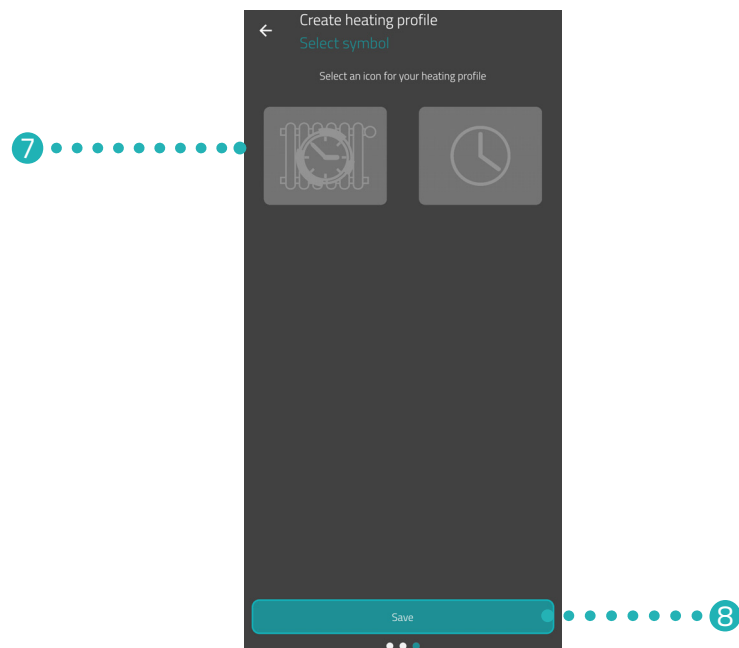 Create heating profile
Select symbol
Select an icon for your heating profile
7
Save
8